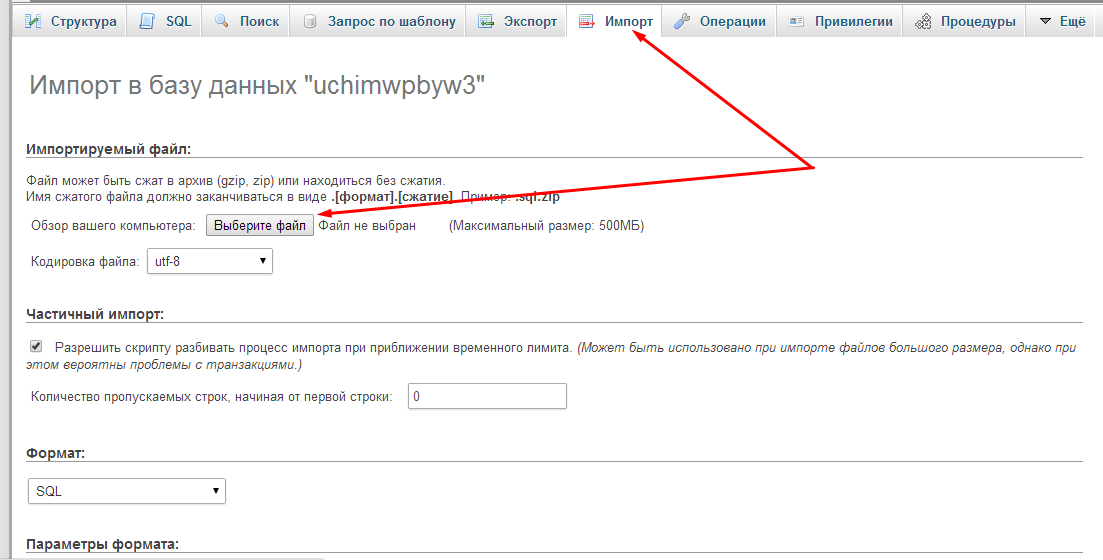 Структура SQL Поиск Запрос по шаблону Экспорт Импорт Операции Привилегии Процедуры Ещё
Импорт в базу данных "uchimwpbyw3"
Импортируемый файл:
Файл может быть сжат в архив (gzip, zip) или находиться без сжатия.
Имя сжатого файла должно заканчиваться в виде .[формат].[сжатие]. Пример: .sql.zip
Обзор вашего компьютера: Выберите файл Файл не выбран (Максимальный размер: 500МБ)
Кодировка файла: utf-8
Частичный импорт:
Разрешить скрипту разбивать процесс импорта при приближении временного лимита. (Может быть использовано при импорте файлов большого размера, однако при
этом вероятны проблемы с транзакциями.)
Количество пропускаемых строк, начиная от первой строки: 0
Формат:
SQL
Параметры формата: